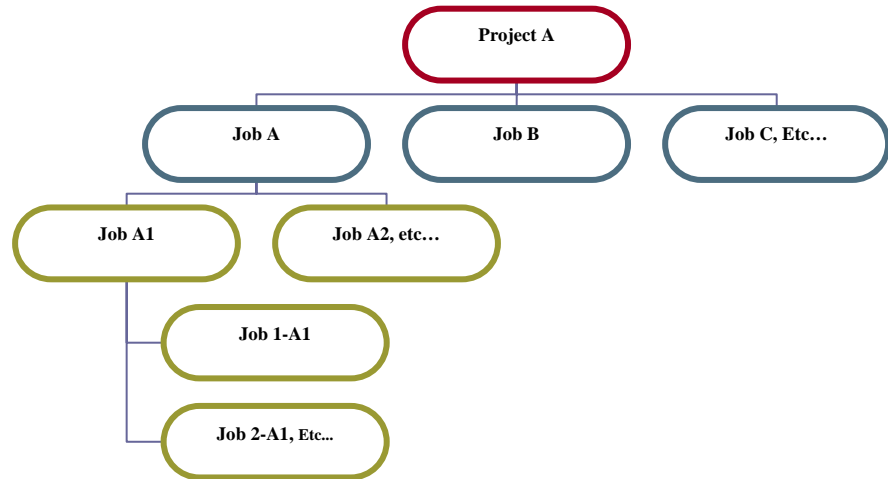 Project A
Job A
Job B
Job C, Etc…
Job A1
Job A2, etc…
Job 1-A1
Job 2-A1, Etc...